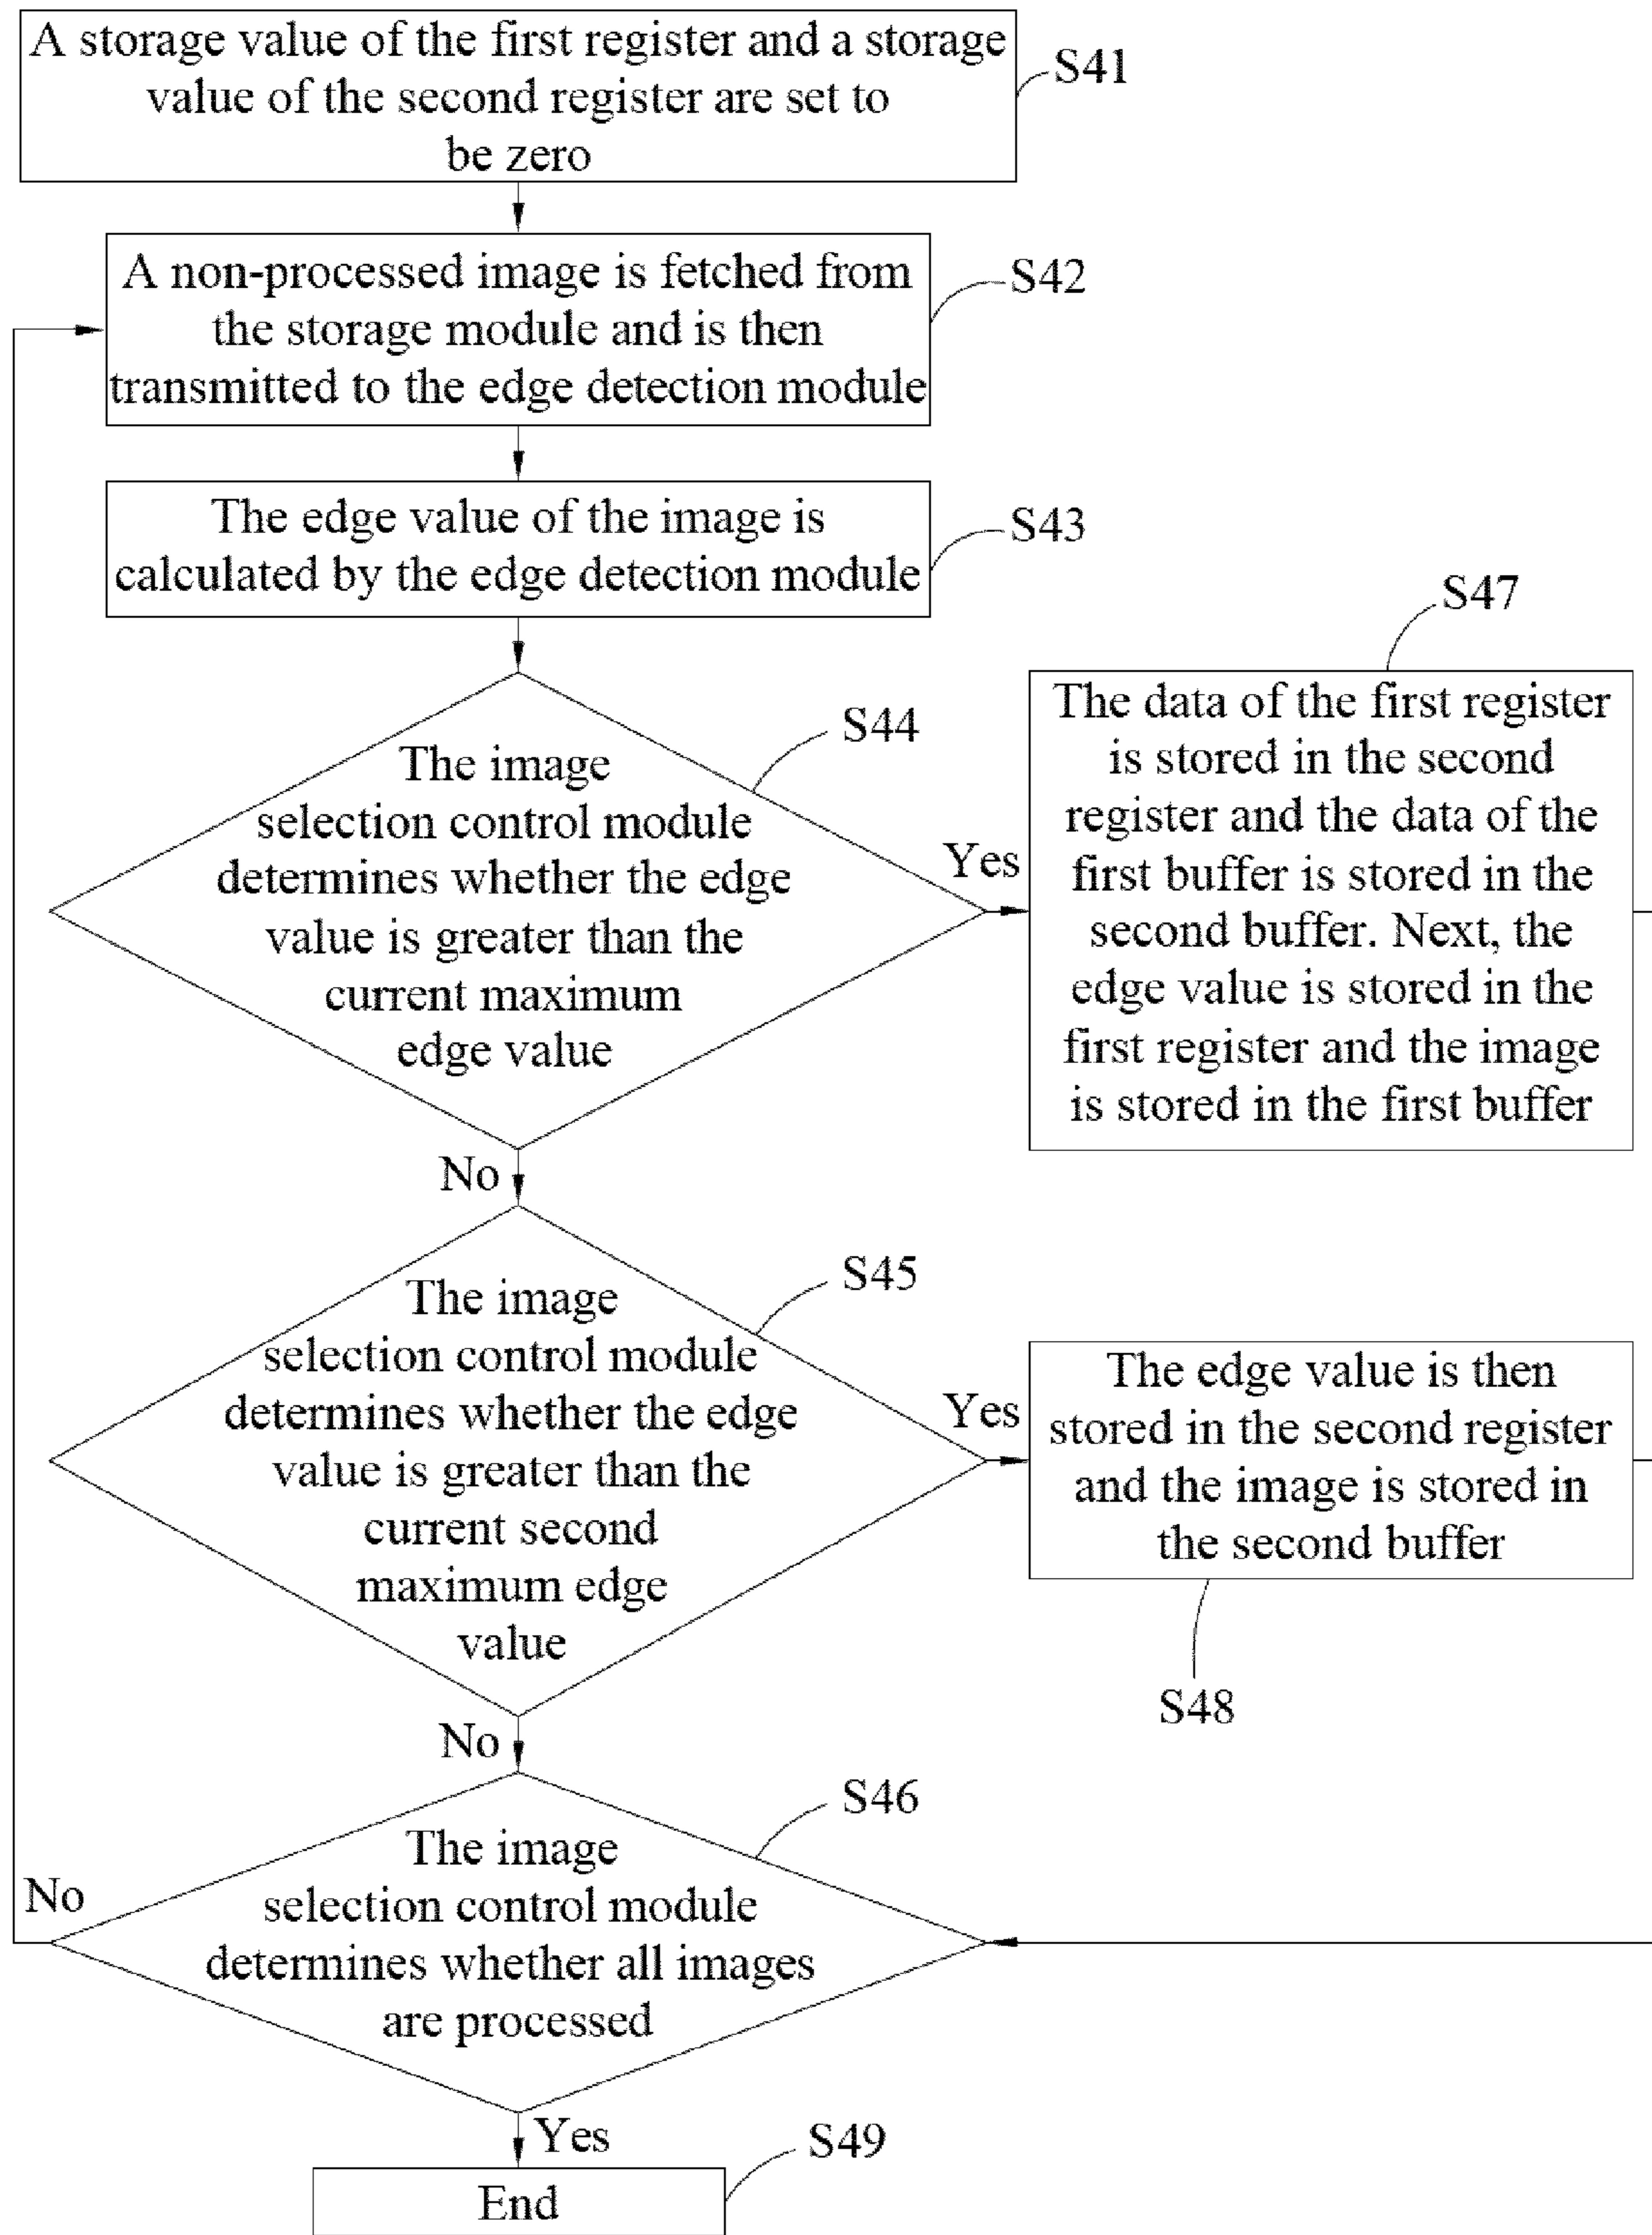 A storage value of the first register and a storage
value of the second register are set to
be zero
S41
A non-processed image is fetched from
the storage module and is then
transmitted to the edge detection module
S42
The edge value of the image is
calculated by the edge detection module
S43
The image
selection control module
determines whether the edge
value is greater than the
current maximum
edge value
S44
Yes
The data of the first register
is stored in the second
register and the data of the
first buffer is stored in the
second buffer. Next, the
edge value is stored in the
first register and the image
is stored in the first buffer
S47
No
The image
selection control module
determines whether the edge
value is greater than the
current second
maximum edge
value
S45
Yes
The edge value is then
stored in the second register
and the image is stored in
the second buffer
S48
No
The image
selection control module
determines whether all images
are processed
S46
No
Yes
End
S49